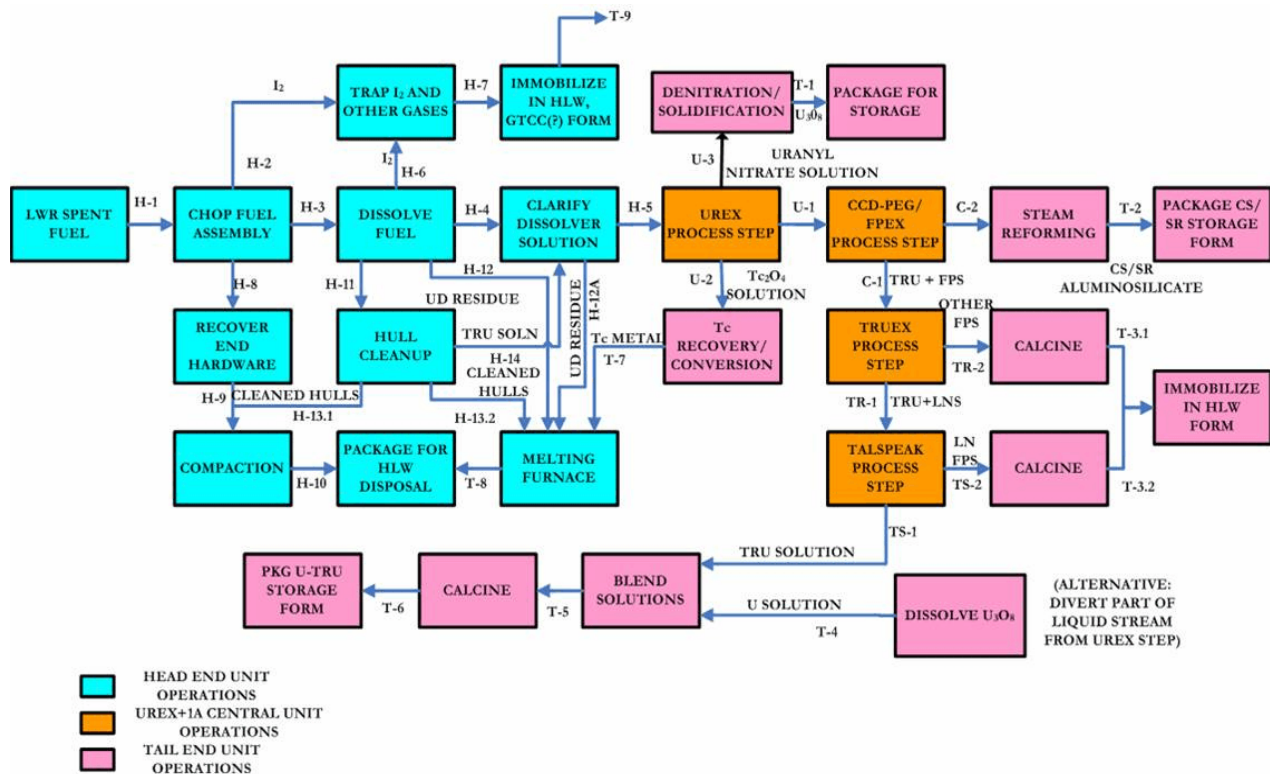 T-9
I₂
TRAP I₂ AND
OTHER GASES
H-7
IMMOBILIZE
IN HLW,
GTCC(?) FORM
DENITRATION/
SOLIDIFICATION
T-1
U₃0₈
PACKAGE FOR
STORAGE
H-2
I₂
H-6
U-3
URANYL
NITRATE SOLUTION
LWR SPENT
FUEL
H-1
CHOP FUEL
ASSEMBLY
H-3
DISSOLVE
FUEL
H-4
CLARIFY
DISSOLVER
SOLUTION
H-5
UREX
PROCESS STEP
U-1
CCD-PEG/
FPEX
PROCESS STEP
C-2
STEAM
REFORMING
T-2
PACKAGE CS/
SR STORAGE
FORM
H-8
H-11
H-12
UD RESIDUE
H-12A
UD RESIDUE
U-2
Tc₂O₄
SOLUTION
C-1
TRU + FPS
CS/SR
ALUMINOSILICATE
RECOVER
END
HARDWARE
HULL
CLEANUP
TRU SOLN
H-14
CLEANED
HULLS
Tc METAL
T-7
Tc
RECOVERY/
CONVERSION
TRUEX
PROCESS
STEP
OTHER
FPS
TR-2
CALCINE
T-3.1
H-9
CLEANED HULLS
H-13.1
H-13.2
TR-1
TRU+LNS
IMMOBILIZE
IN HLW
FORM
COMPACTION
H-10
PACKAGE FOR
HLW
DISPOSAL
T-8
MELTING
FURNACE
TALSPEAK
PROCESS
STEP
LN
FPS
TS-2
CALCINE
T-3.2
TS-1
PKG U-TRU
STORAGE
FORM
T-6
CALCINE
T-5
BLEND
SOLUTIONS
TRU SOLUTION
U SOLUTION
T-4
DISSOLVE U₃O₈
(ALTERNATIVE:
DIVERT PART OF
LIQUID STREAM
FROM UREX STEP)
HEAD END UNIT
OPERATIONS
UREX+1A CENTRAL UNIT
OPERATIONS
TAIL END UNIT
OPERATIONS